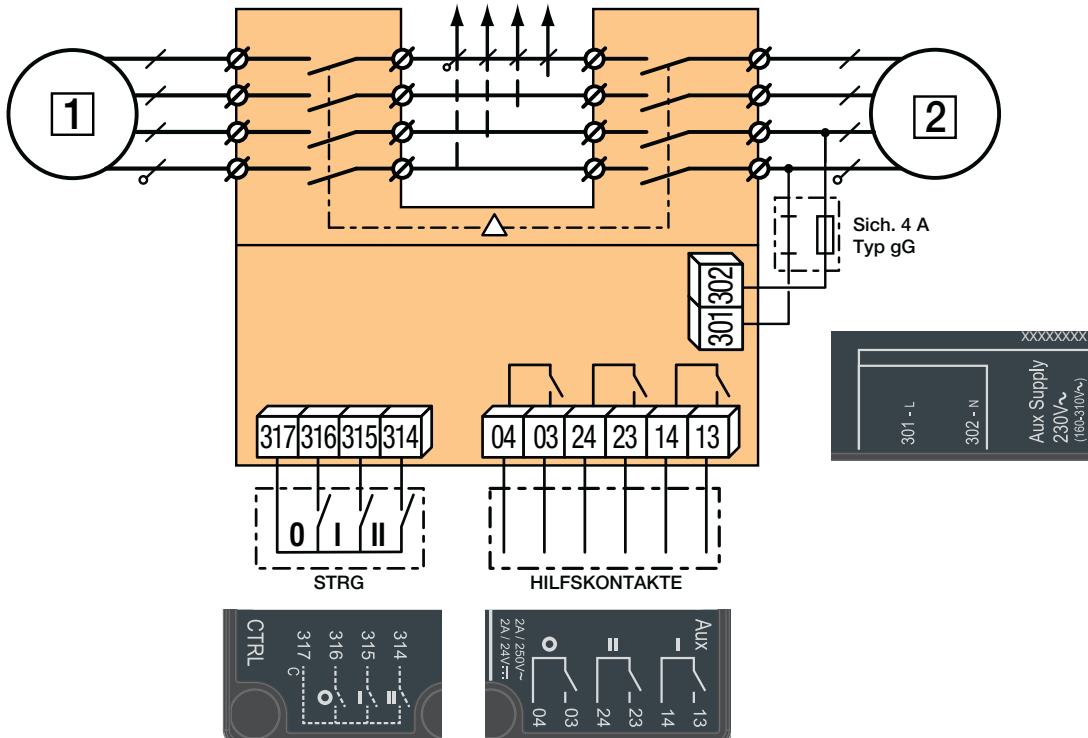 1
2
Sich. 4 A
Typ gG
302
301
317 316 315 314
04 03 24 23 14 13
0 I II
STRG
HILFSKONTAKTE
XXXXXXXX
301 - L
302 - N
Aux Supply
230V~
(160-310V~)
CTRL
317
316
315
314
C
O
I
II
Aux
2A / 250V~
2A / 24V⎓
O
II
I
04
03
24
23
14
13